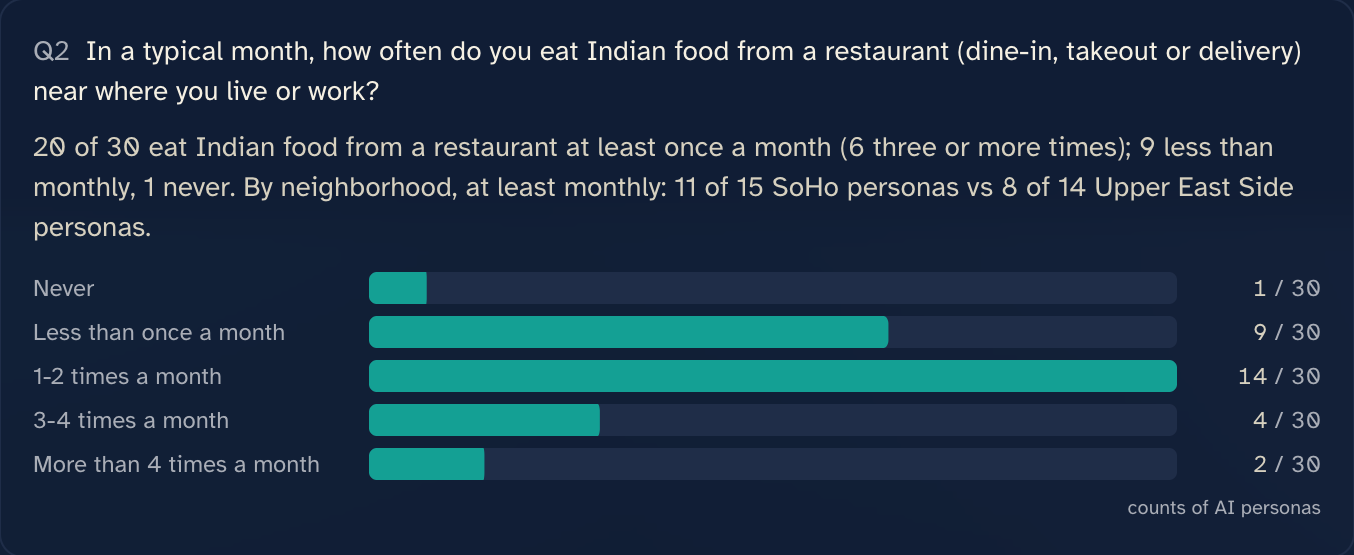 Q2 In a typical month, how often do you eat Indian food from a restaurant (dine-in, takeout or delivery)
near where you live or work?
20 of 30 eat Indian food from a restaurant at least once a month (6 three or more times); 9 less than
monthly, 1 never. By neighborhood, at least monthly: 11 of 15 SoHo personas vs 8 of 14 Upper East Side
personas.
Never 1 / 30
Less than once a month 9 / 30
1-2 times a month 14 / 30
3-4 times a month 4 / 30
More than 4 times a month 2 / 30
counts of AI personas